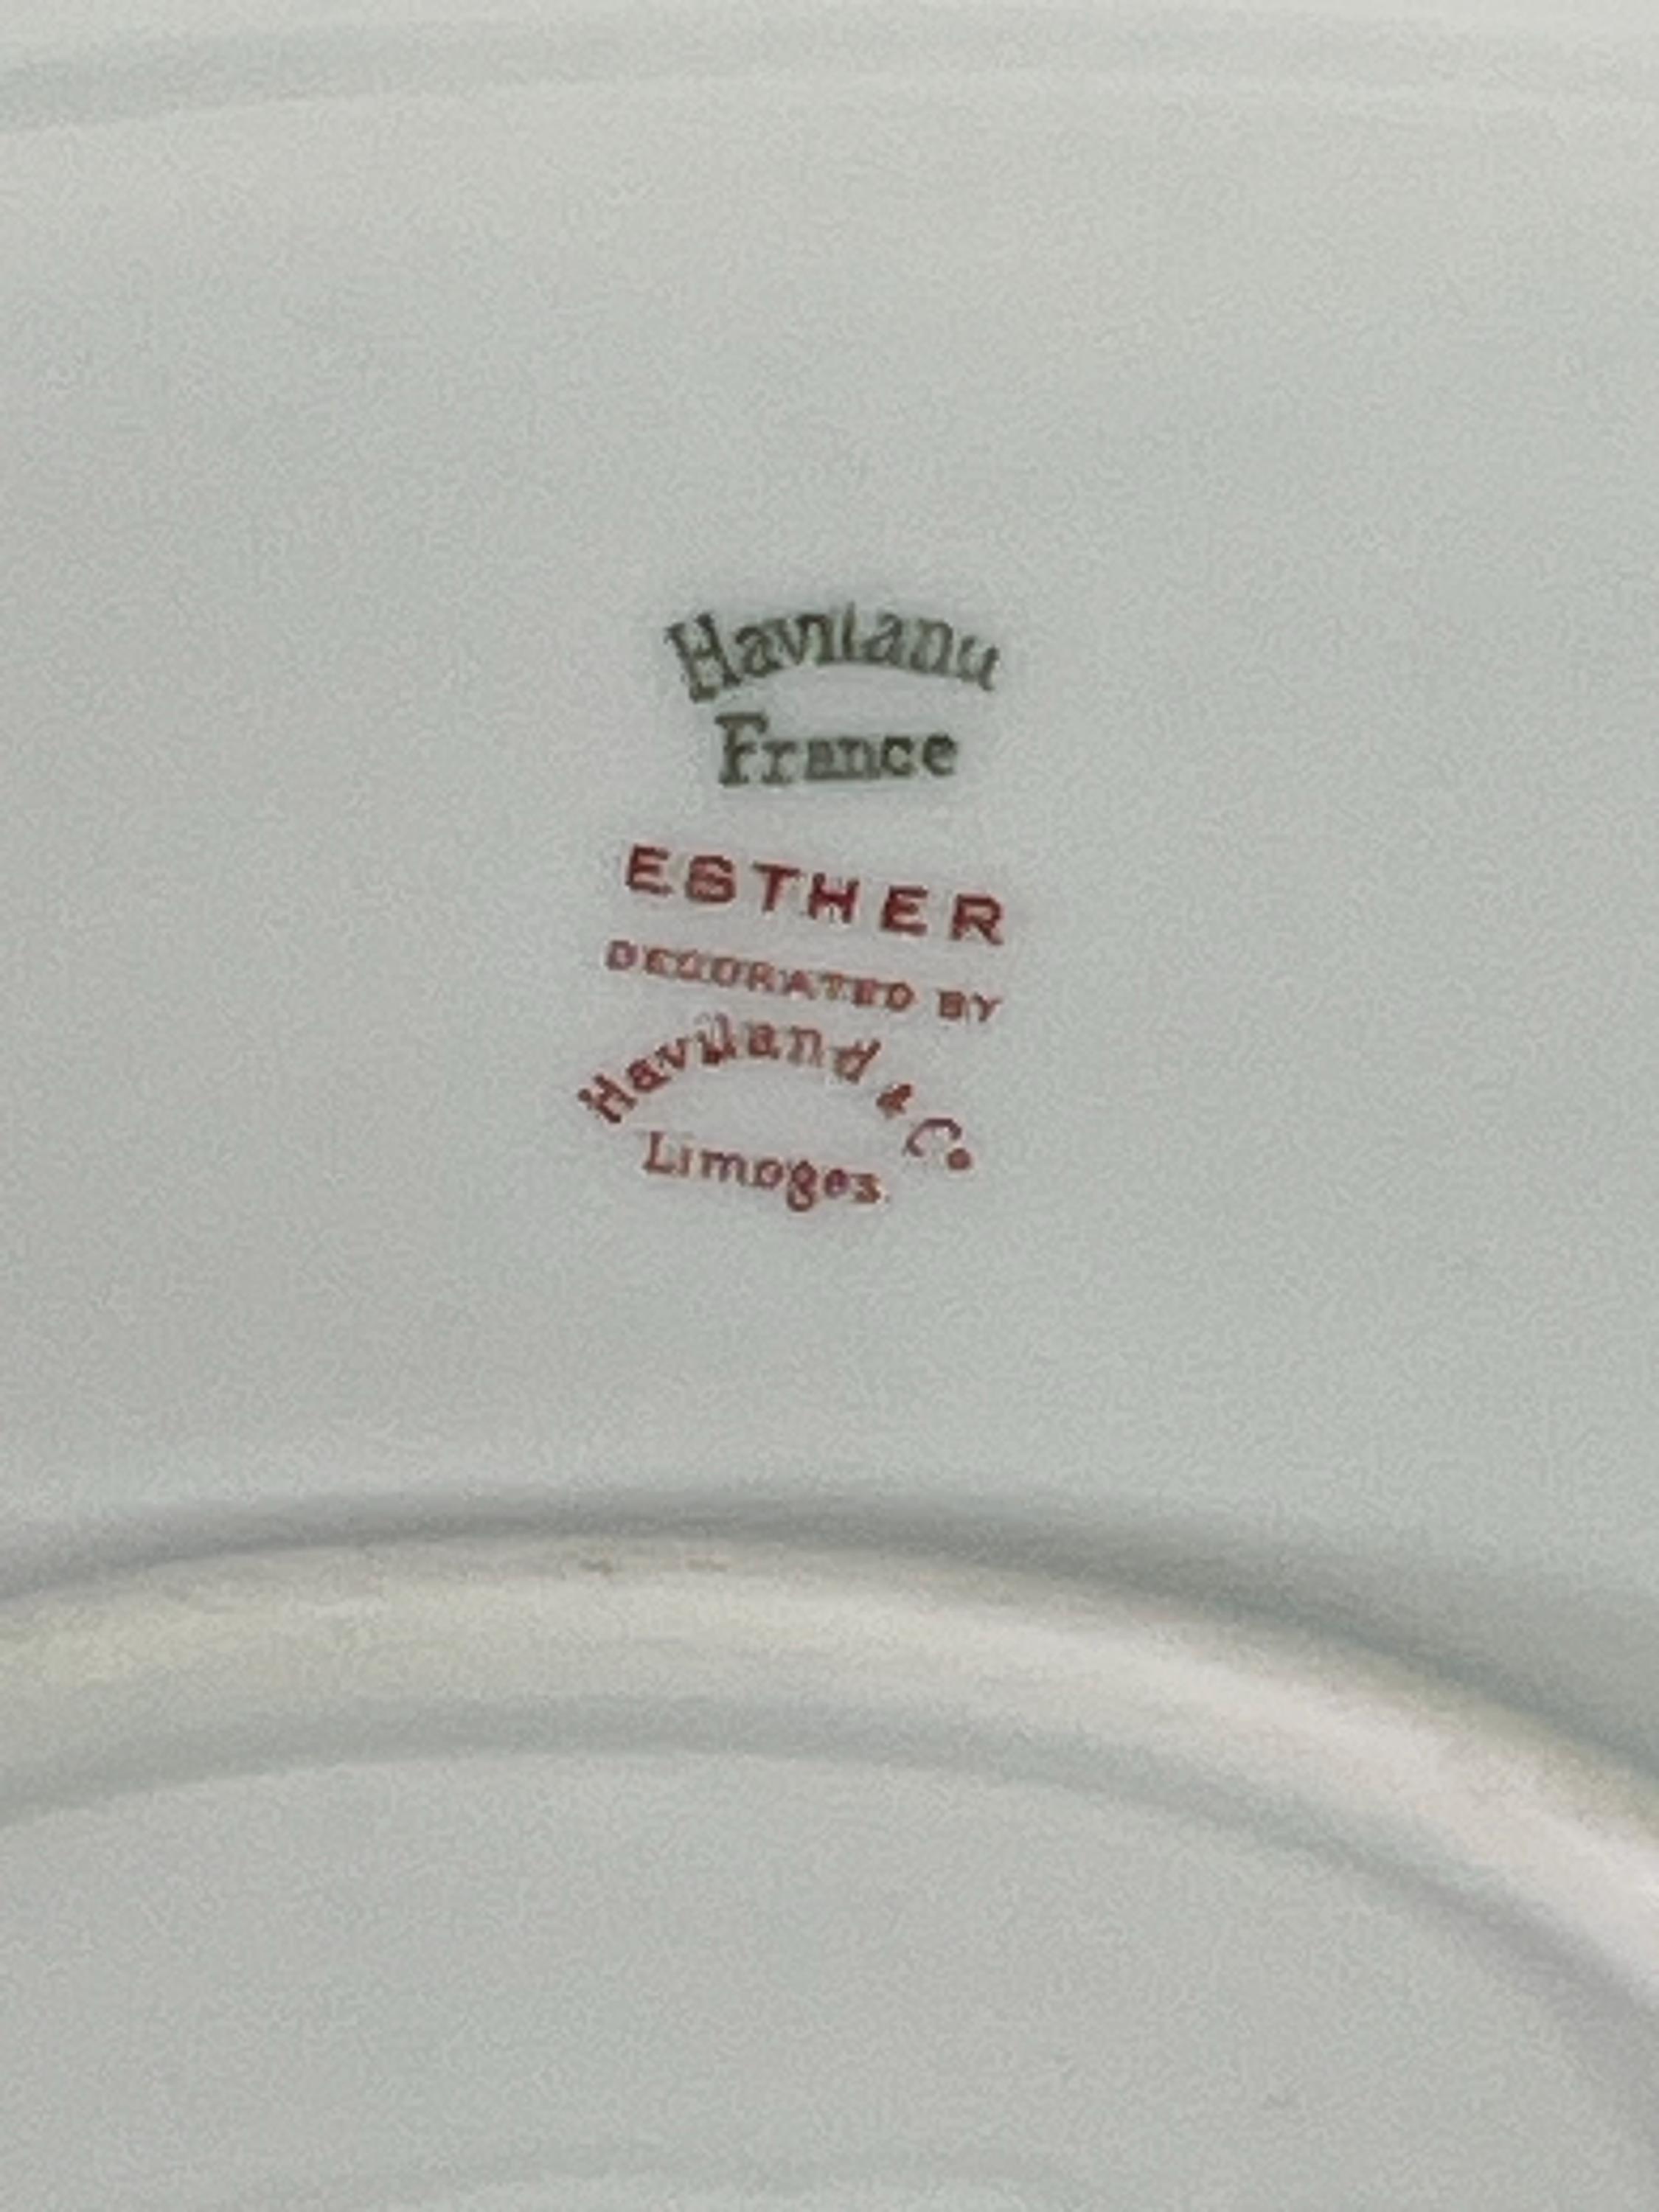 Haviland
France
ESTHER
DECORATED BY
Haviland & Co
Limoges.